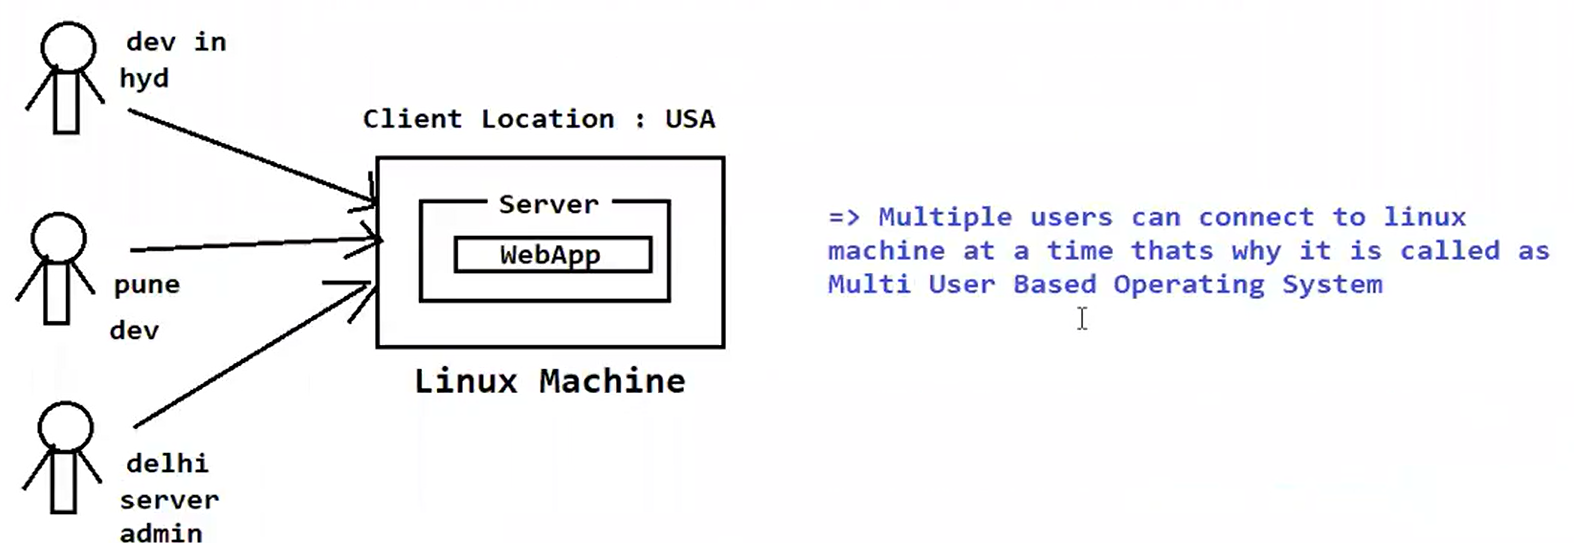 dev in
hyd
Client Location : USA
Server
WebApp
pune
dev
Linux Machine
delhi
server
admin
=> Multiple users can connect to linux
machine at a time thats why it is called as
Multi User Based Operating System